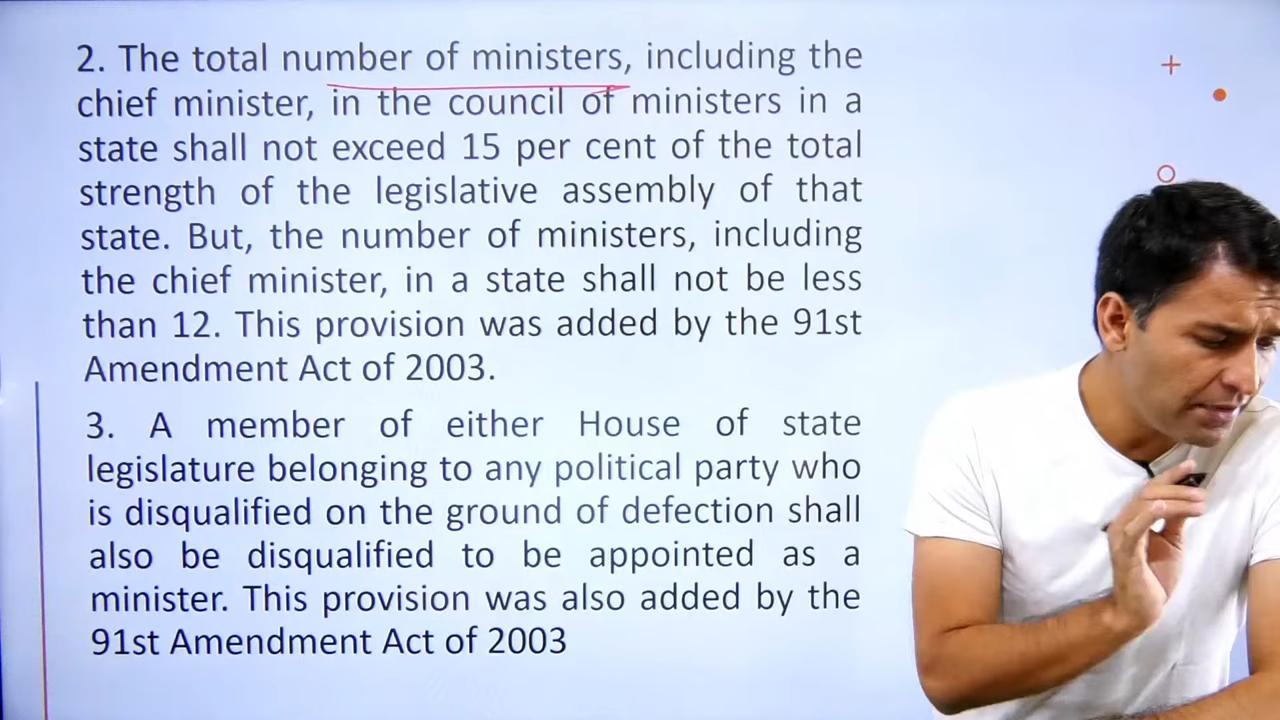 2. The total number of ministers, including the
chief minister, in the council of ministers in a
state shall not exceed 15 per cent of the total
strength of the legislative assembly of that
state. But, the number of ministers, including
the chief minister, in a state shall not be less
than 12. This provision was added by the 91st
Amendment Act of 2003.
3. A member of either House of state
legislature belonging to any political party who
is disqualified on the ground of defection shall
also be disqualified to be appointed as a
minister. This provision was also added by the
91st Amendment Act of 2003